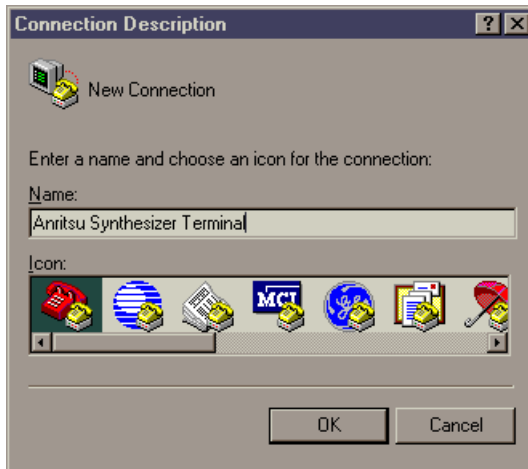 Connection Description
New Connection
Enter a name and choose an icon for the connection:
Name:
Anritsu Synthesizer Terminal
Icon:
MCI
OK Cancel